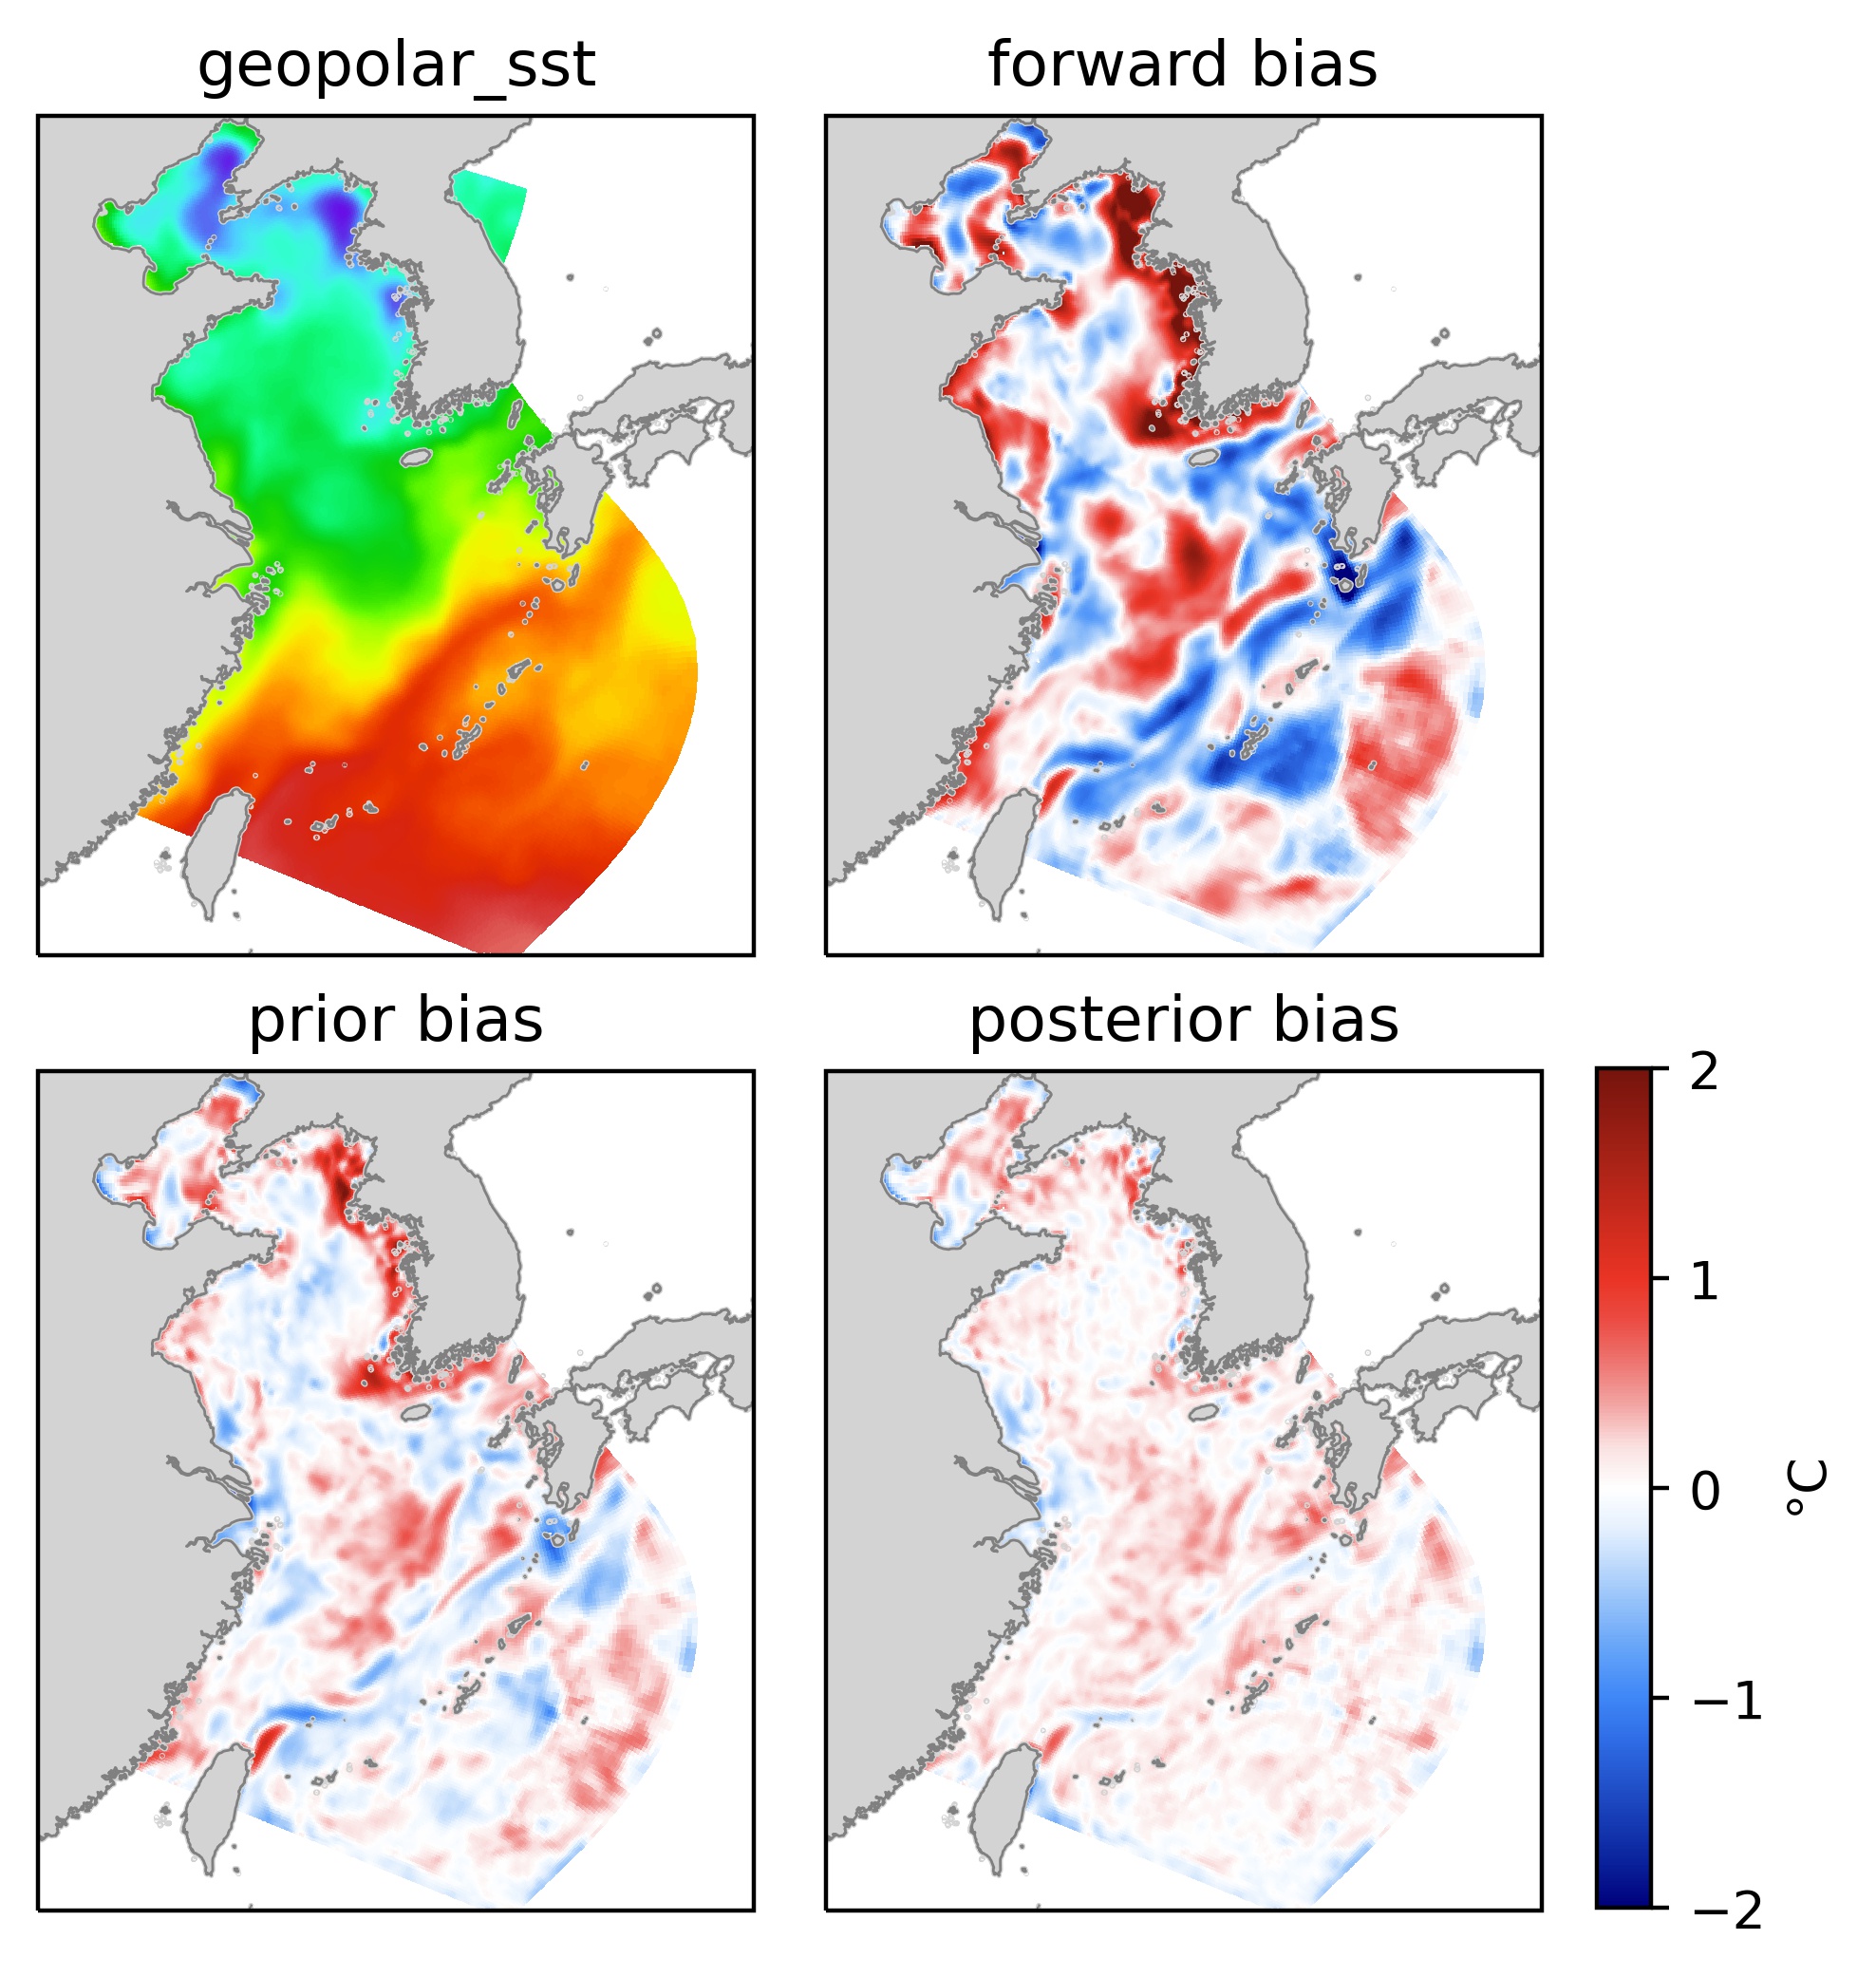 geopolar_sst
forward bias
prior bias
posterior bias
2
1
0
−1
−2
°C